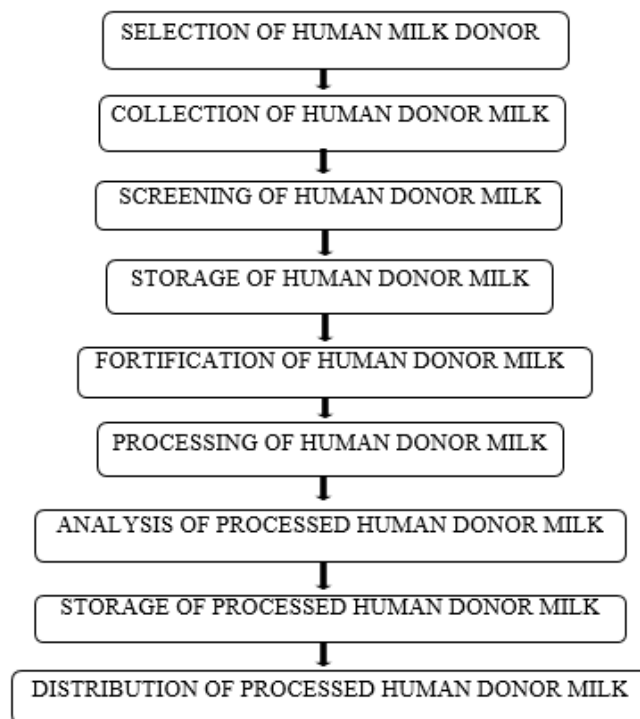 SELECTION OF HUMAN MILK DONOR
COLLECTION OF HUMAN DONOR MILK
SCREENING OF HUMAN DONOR MILK
STORAGE OF HUMAN DONOR MILK
FORTIFICATION OF HUMAN DONOR MILK
PROCESSING OF HUMAN DONOR MILK
ANALYSIS OF PROCESSED HUMAN DONOR MILK
STORAGE OF PROCESSED HUMAN DONOR MILK
DISTRIBUTION OF PROCESSED HUMAN DONOR MILK